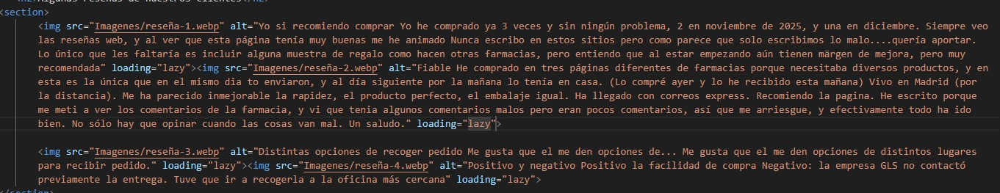 <h2>Algunas reseñas de nuestros clientes</h2>
<section>
<img src="Imagenes/reseña-1.webp" alt="Yo si recomiendo comprar Yo he comprado ya 3 veces y sin ningún problema, 2 en noviembre de 2025, y una en diciembre. Siempre veo
las reseñas web, y al ver que esta página tenía muy buenas me he animado Nunca escribo en estos sitios pero como parece que solo escribimos lo malo....quería aportar.
Lo único que les faltaría es incluir alguna muestra de regalo como hacen otras farmacias, pero entiendo que al estar empezando aún tienen märgen de mejora, pero muy
recomendada" loading="lazy"><img src="Imagenes/reseña-2.webp" alt="Fiable He comprado en tres páginas diferentes de farmacias porque necesitaba diversos productos, y en
esta es la única que en el mismo dia to enviaron, y al día siguiente por la mañana lo tenía en casa. (Lo compré ayer y lo he recibido esta mañana) Vivo en Madrid (por
la distancia). Me ha parecido inmejorable la rapidez, el producto perfecto, el embalaje igual. Ha llegado con correos express. Recomiendo la pagina. He escrito porque
me meti a ver los comentarios de la farmacia, y vi que tenia algunos comentarios malos pero eran pocos comentarios, así que me arriesgue, y efectivamente todo ha ido
bien. No sólo hay que opinar cuando las cosas van mal. Un saludo." loading="lazy">
<img src="Imagenes/reseña-3.webp" alt="Distintas opciones de recoger pedido Me gusta que el me den opciones de... Me gusta que el me den opciones de distintos lugares
para recibir pedido." loading="lazy"><img src="Imagenes/reseña-4.webp" alt="Positivo y negativo Positivo la facilidad de compra Negativo: la empresa GLS no contactó
previamente la entrega. Tuve que ir a recogerla a la oficina más cercana" loading="lazy">
</section>